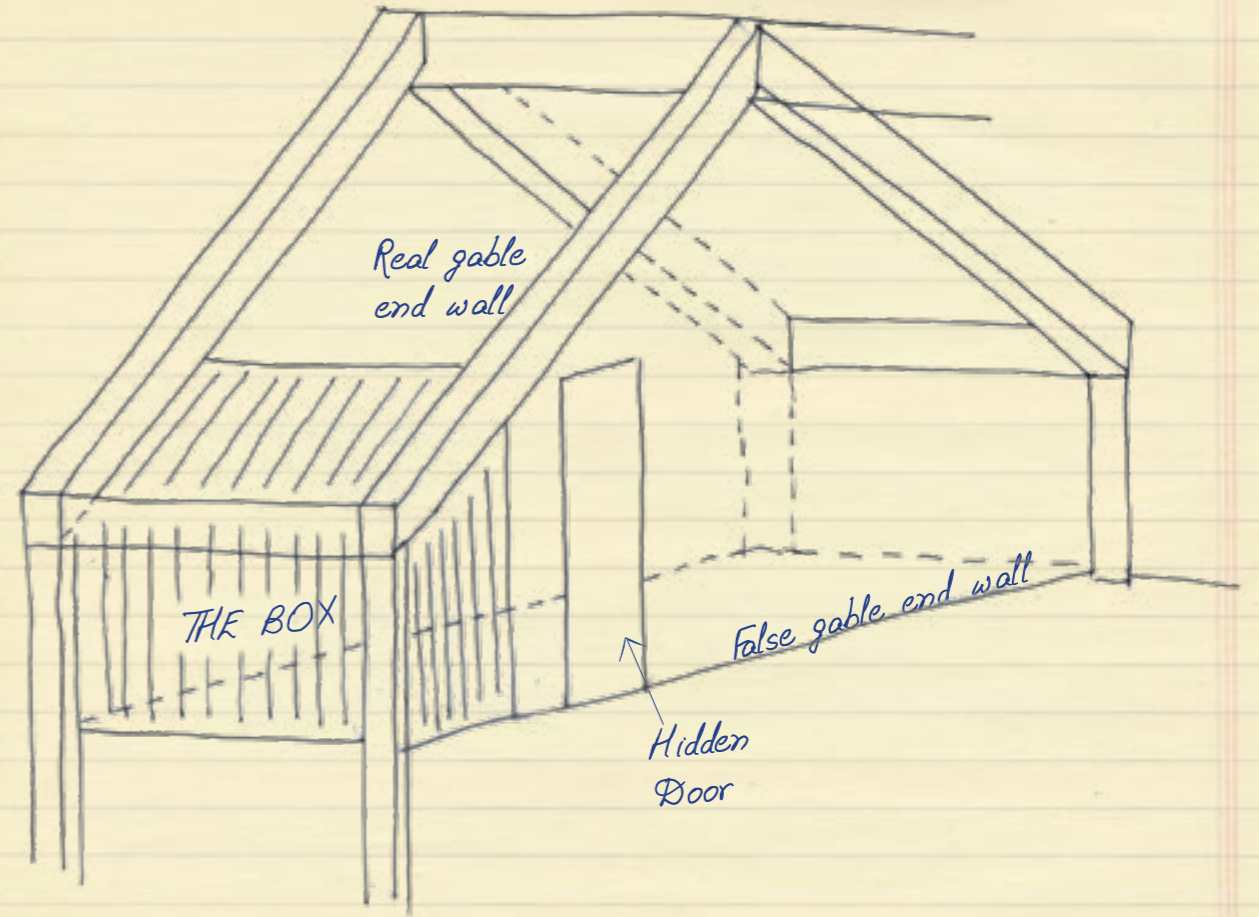 Real gable
end wall
THE BOX
False gable end wall
Hidden
Door